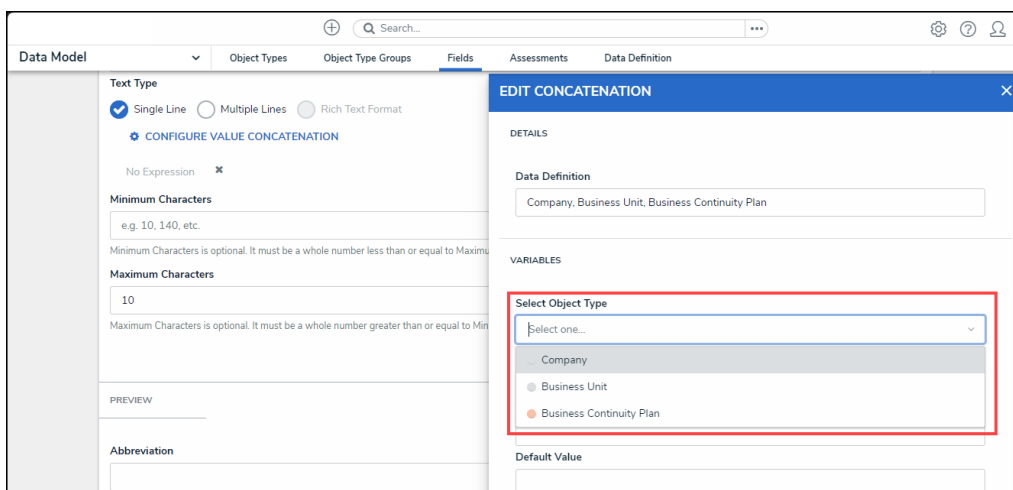 Search...
Data Model
Object Types
Object Type Groups
Fields
Assessments
Data Definition
Text Type
Single Line
Multiple Lines
Rich Text Format
CONFIGURE VALUE CONCATENATION
No Expression
Minimum Characters
e.g. 10, 140, etc.
Minimum Characters is optional. It must be a whole number less than or equal to Maximu
Maximum Characters
10
Maximum Characters is optional. It must be a whole number greater than or equal to Min
PREVIEW
Abbreviation
EDIT CONCATENATION
DETAILS
Data Definition
Company, Business Unit, Business Continuity Plan
VARIABLES
Select Object Type
Select one...
Company
Business Unit
Business Continuity Plan
Default Value